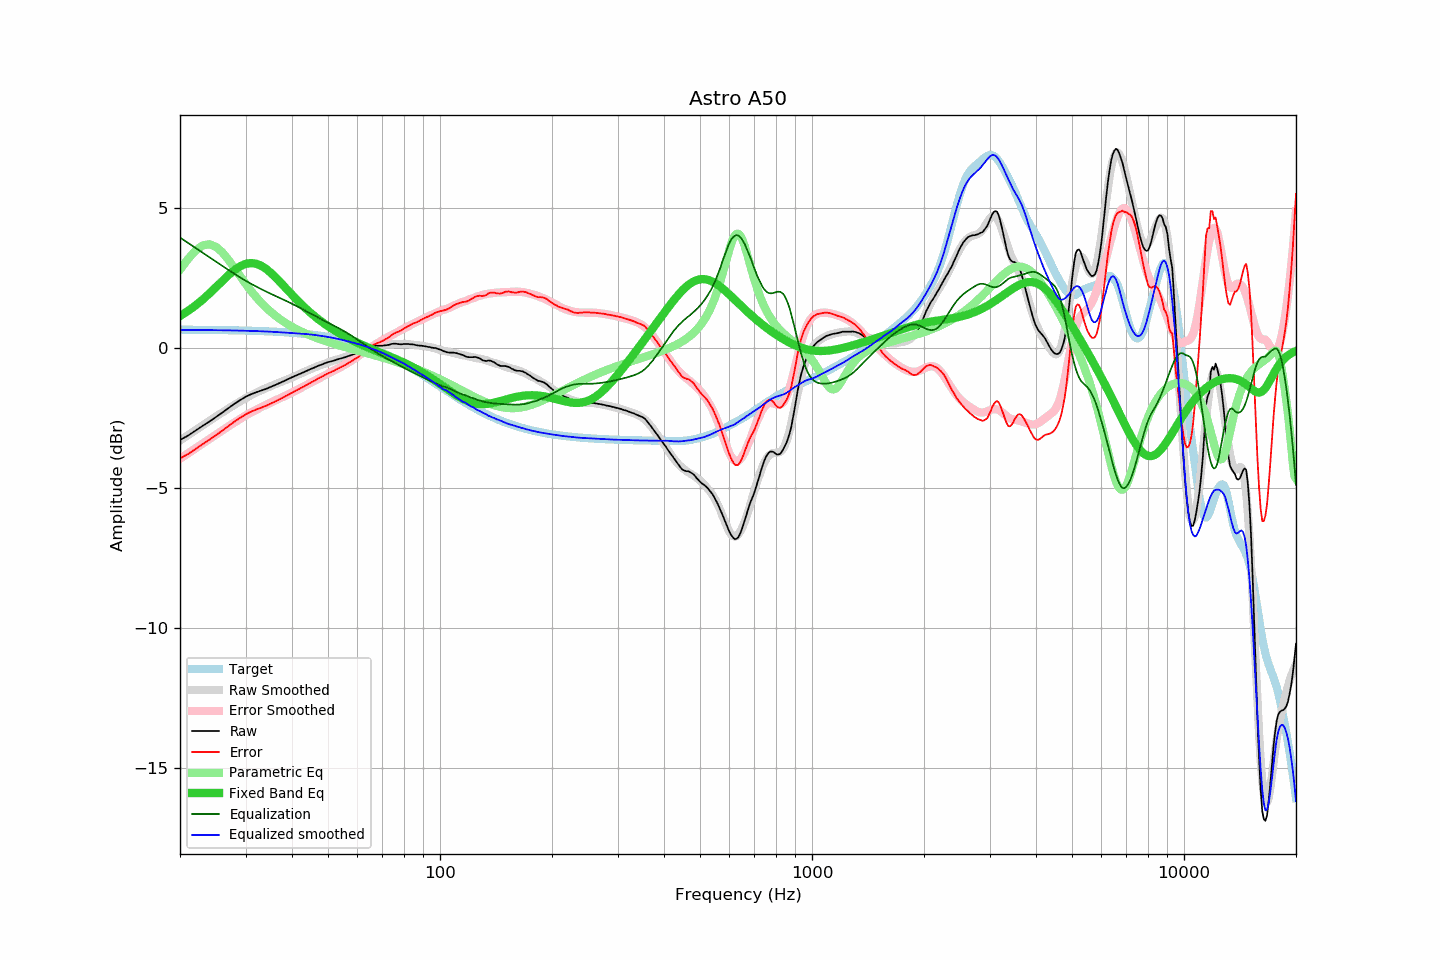 Astro A50
5
0
−5
−10
−15
Amplitude (dBr)
Target
Raw Smoothed
Error Smoothed
Raw
Error
Parametric Eq
Fixed Band Eq
Equalization
Equalized smoothed
100
1000
10000
Frequency (Hz)